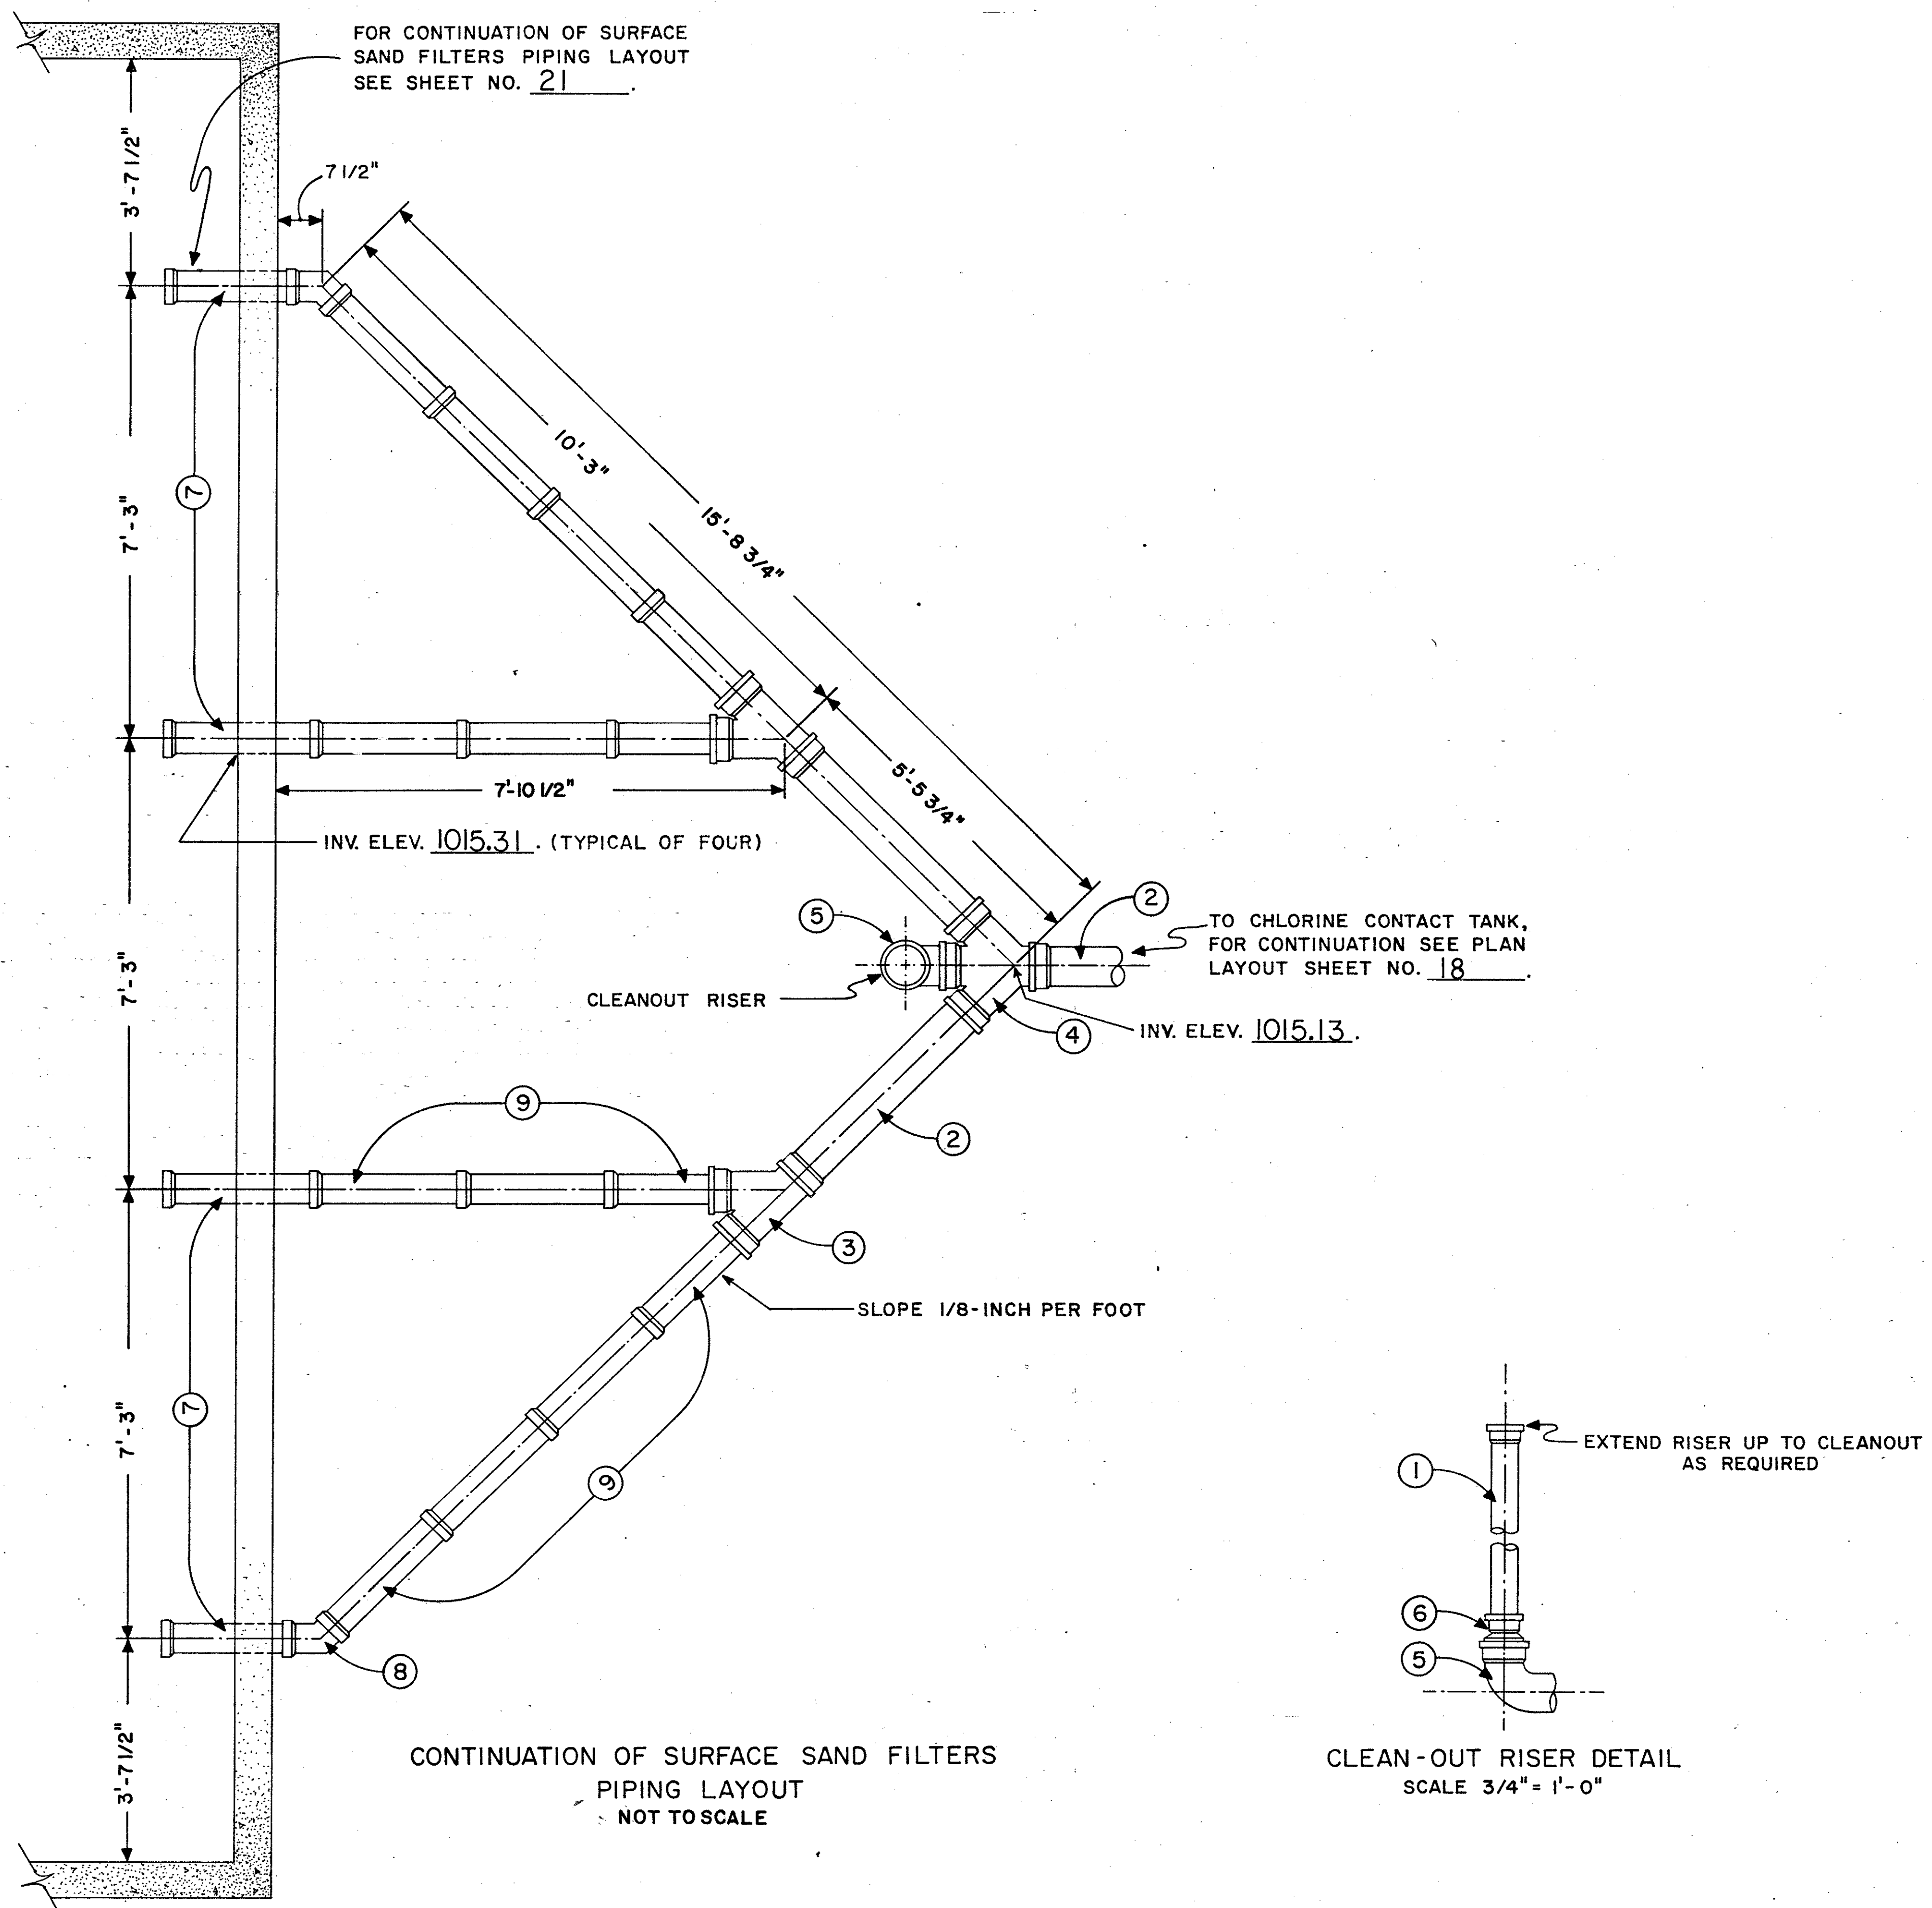 FOR CONTINUATION OF SURFACE
SAND FILTERS PIPING LAYOUT
SEE SHEET NO. 21.
3'-7 1/2"
7 1/2"
10'-3"
15'-8 3/4"
7
7'-3"
7'-10 1/2"
5'-5 3/4"
INV. ELEV. 1015.31. (TYPICAL OF FOUR)
2
5
TO CHLORINE CONTACT TANK,
FOR CONTINUATION SEE PLAN
LAYOUT SHEET NO. 18.
7'-3"
CLEANOUT RISER
4
INV. ELEV. 1015.13.
9
2
3
SLOPE 1/8-INCH PER FOOT
7
7'-3"
9
8
3'-7 1/2"
EXTEND RISER UP TO CLEANOUT
AS REQUIRED
1
6
5
CONTINUATION OF SURFACE SAND FILTERS
PIPING LAYOUT
NOT TO SCALE
CLEAN-OUT RISER DETAIL
SCALE 3/4" = 1'-0"